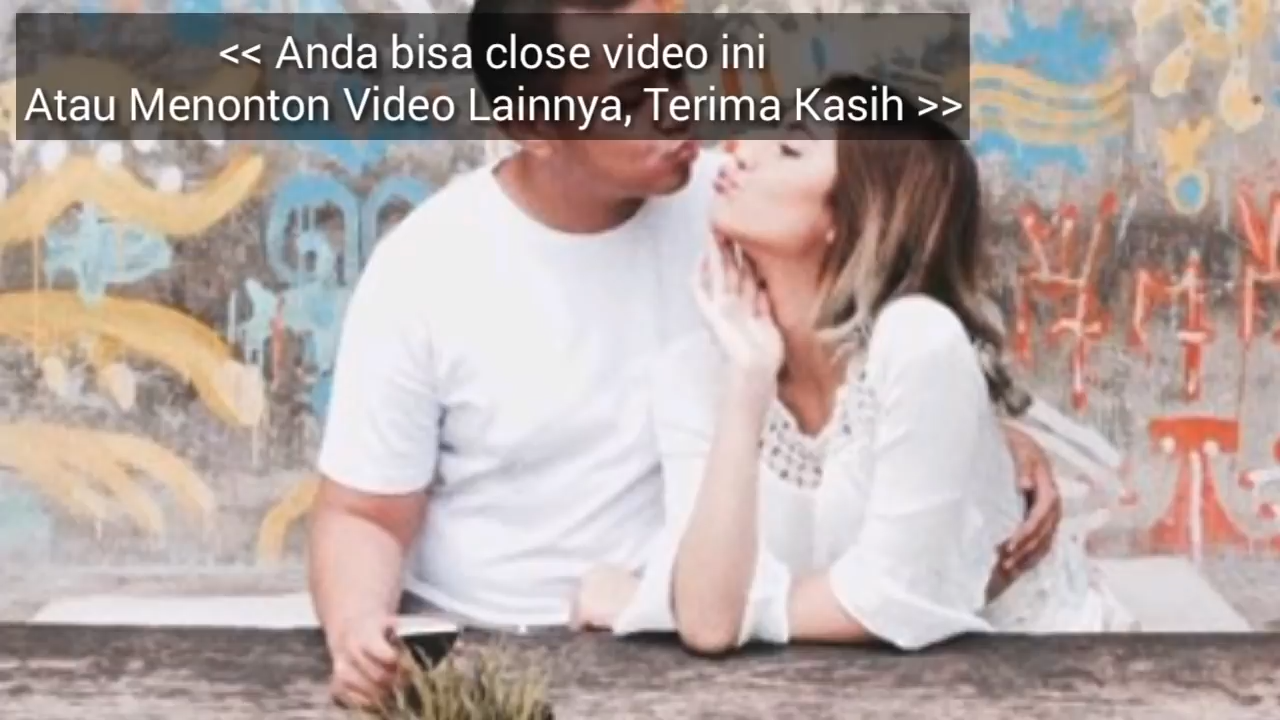 << Anda bisa close video ini
Atau Menonton Video Lainnya, Terima Kasih >>